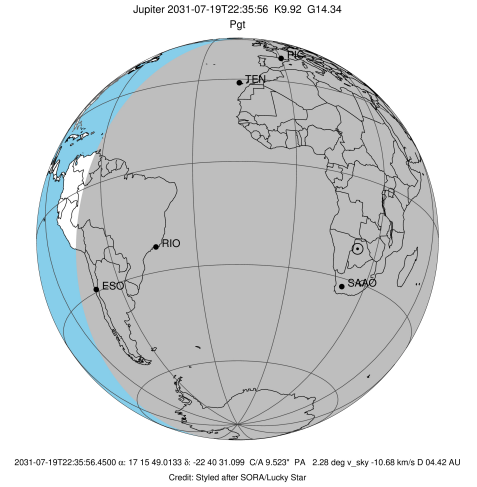 Jupiter 2031-07-19T22:35:56 K9.92 G14.34
Pgt
PIC
TEN
RIO
ESO
SAAO
2031-07-19T22:35:56.4500 α: 17 15 49.0133 δ: -22 40 31.099 C/A 9.523" PA 2.28 deg v_sky -10.68 km/s D 04.42 AU
Credit: Styled after SORA/Lucky Star